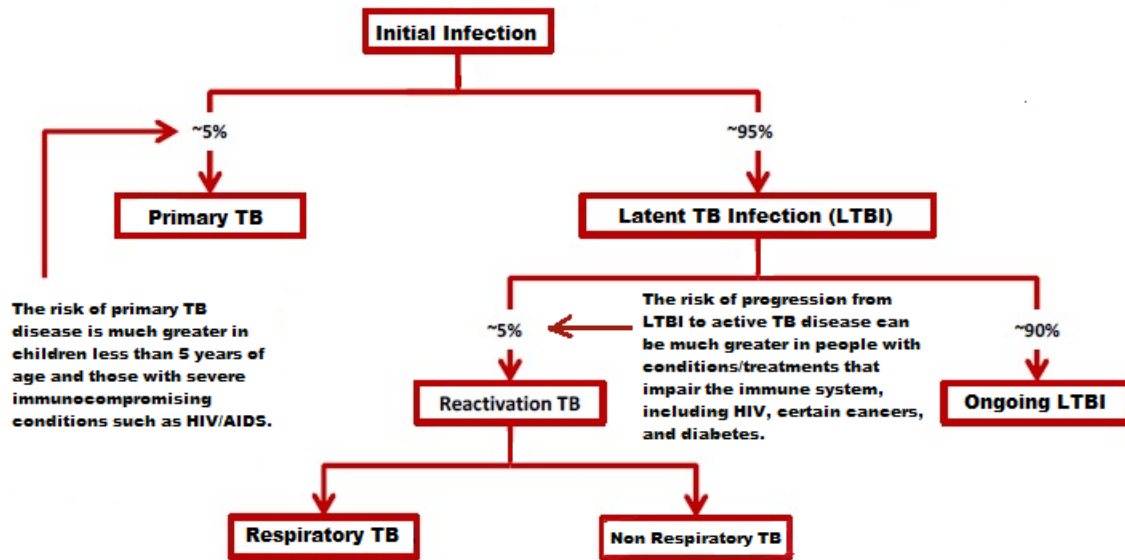 Initial Infection
~5%
~95%
Primary TB
Latent TB Infection (LTBI)
The risk of primary TB
disease is much greater in
children less than 5 years of
age and those with severe
immunocompromising
conditions such as HIV/AIDS.
~5%
The risk of progression from
LTBI to active TB disease can
be much greater in people with
conditions/treatments that
impair the immune system,
including HIV, certain cancers,
and diabetes.
~90%
Reactivation TB
Ongoing LTBI
Respiratory TB
Non Respiratory TB